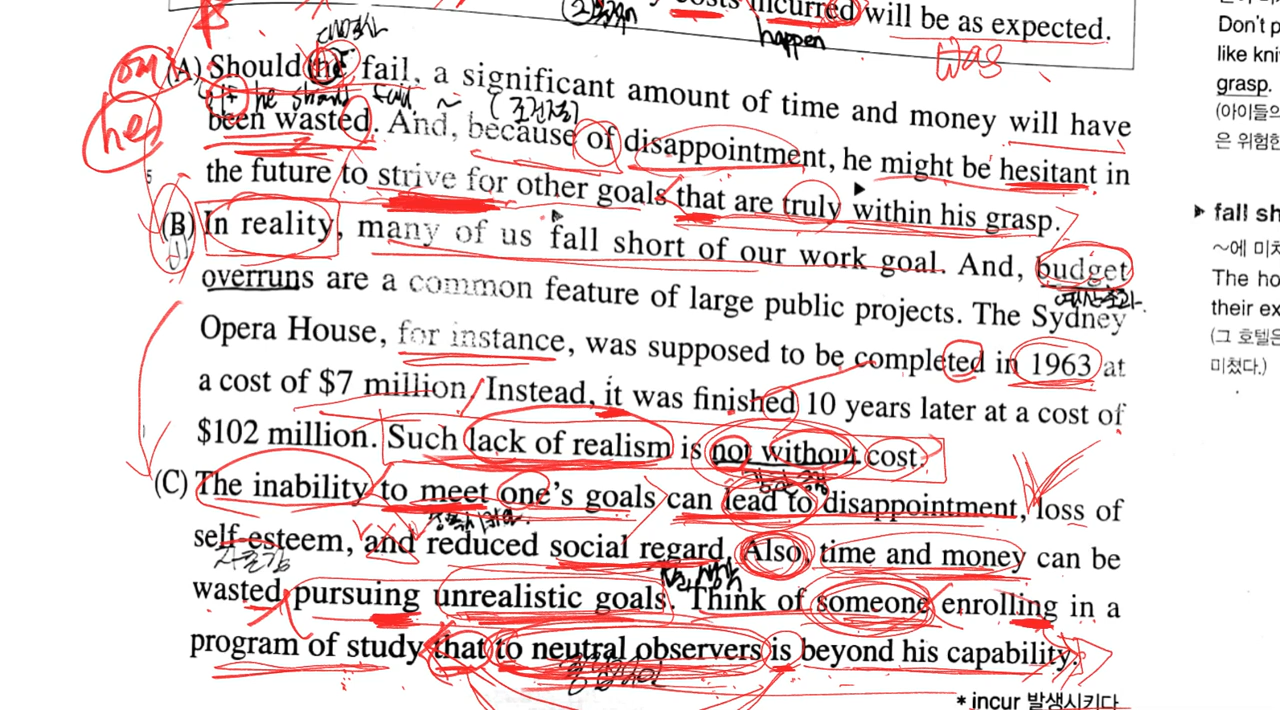 costs incurred will be as expected.
happen was
대명사
(A) Should he fail, a significant amount of time and money will have
if he should fail, ~
been wasted. And, because of disappointment, he might be hesitant in
he
5
the future to strive for other goals that are truly within his grasp.
(B) In reality, many of us fall short of our work goal. And, budget
overruns are a common feature of large public projects. The Sydney
예산초과
Opera House, for instance, was supposed to be completed in 1963 at
a cost of $7 million. Instead, it was finished 10 years later at a cost of
$102 million. Such lack of realism is not without cost.
(C) The inability to meet one's goals can lead to disappointment, loss of
self-esteem, and reduced social regard. Also, time and money can be
자존감
wasted pursuing unrealistic goals. Think of someone enrolling in a
program of study that to neutral observers is beyond his capability.
* incur 발생시키다
Don't p
like kni
grasp.
(아이들으
은 위험한
▶ fall sh
~에 미치
The ho
their ex
(그 호텔은
미쳤다.)